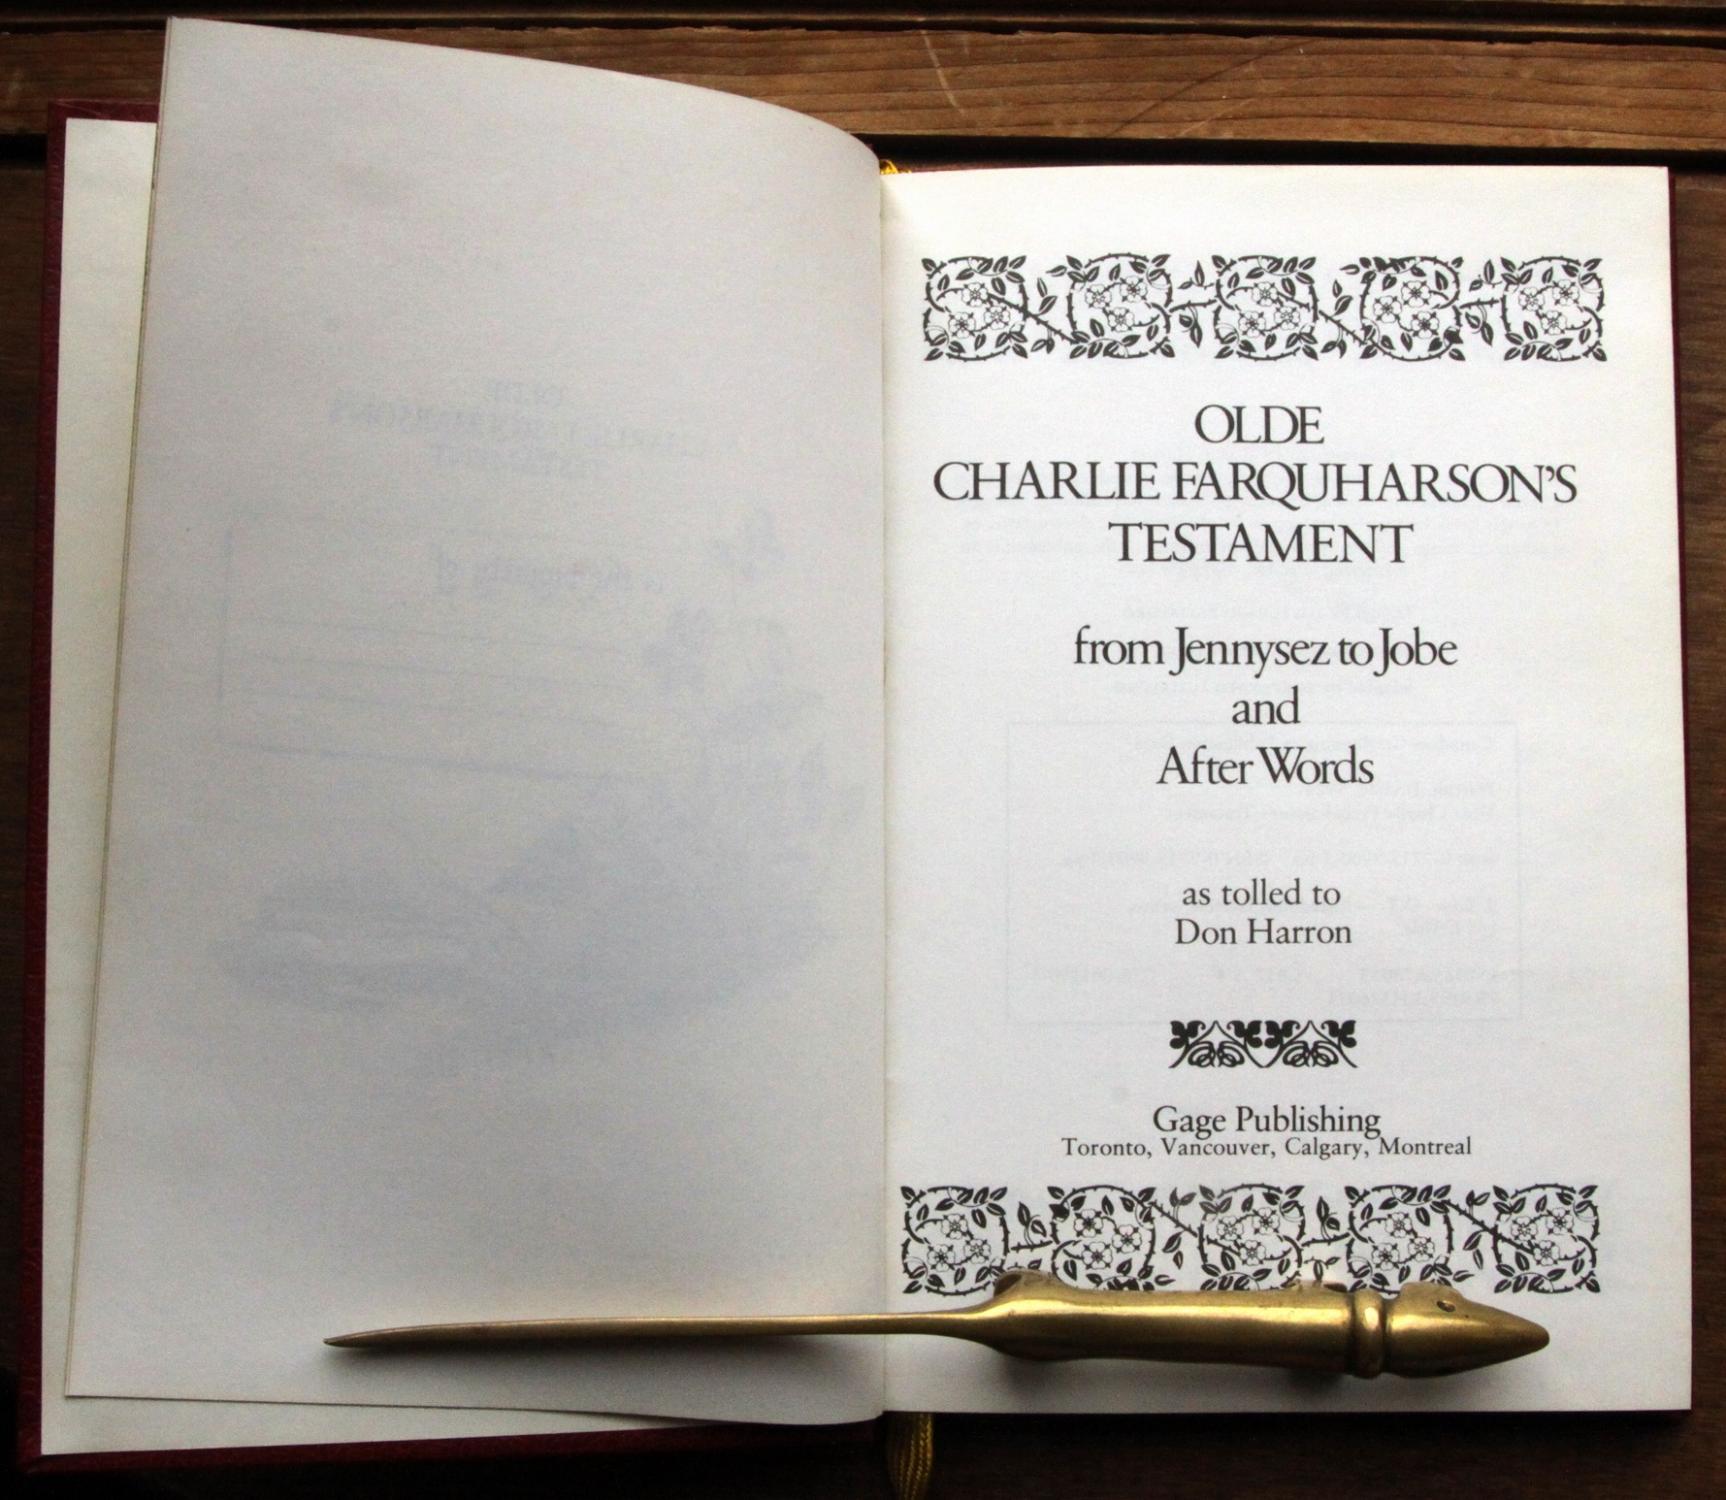 OLDE
CHARLIE FARQUHARSON'S
TESTAMENT
from Jennysez to Jobe
and
After Words
as tolled to
Don Harron
Gage Publishing
Toronto, Vancouver, Calgary, Montreal